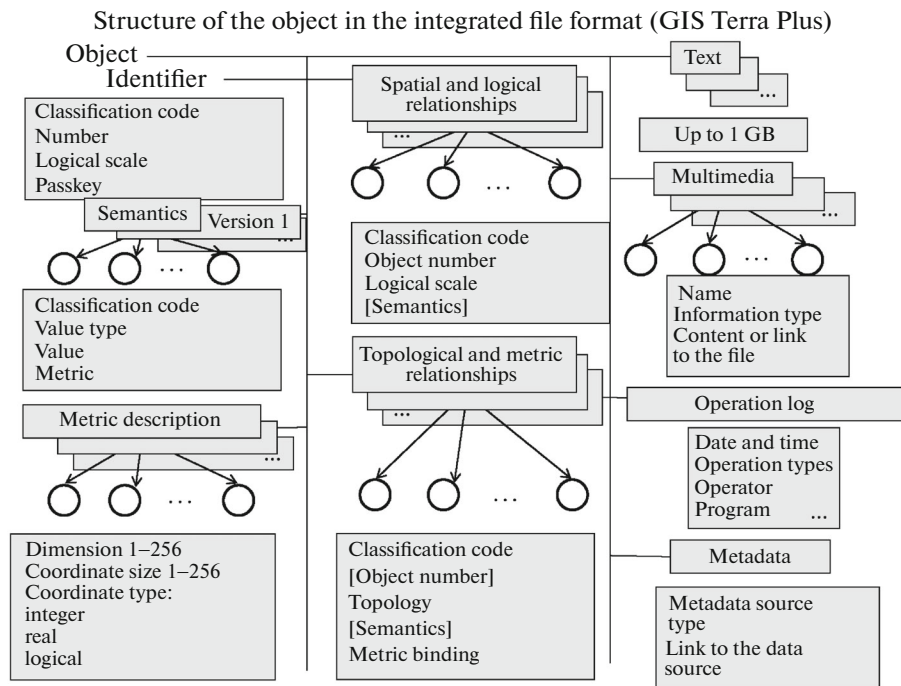 Structure of the object in the integrated file format (GIS Terra Plus)
Object
Identifier
Classification code
Number
Logical scale
Passkey
Semantics
Version 1
...
...
Classification code
Value type
Value
Metric
Metric description
...
...
Dimension 1–256
Coordinate size 1–256
Coordinate type:
integer
real
logical
Spatial and logical
relationships
...
...
Classification code
Object number
Logical scale
[Semantics]
Topological and metric
relationships
...
...
Classification code
[Object number]
Topology
[Semantics]
Metric binding
Text
...
Up to 1 GB
Multimedia
...
...
Name
Information type
Content or link
to the file
Operation log
Date and time
Operation types
Operator
Program ...
Metadata
Metadata source
type
Link to the data
source